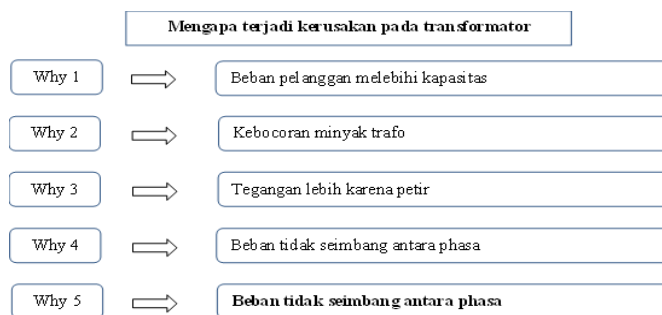 Mengapa terjadi kerusakan pada transformator
Why 1 Beban pelanggan melebihi kapasitas
Why 2 Kebocoran minyak trafo
Why 3 Tegangan lebih karena petir
Why 4 Beban tidak seimbang antara phasa
Why 5 Beban tidak seimbang antara phasa